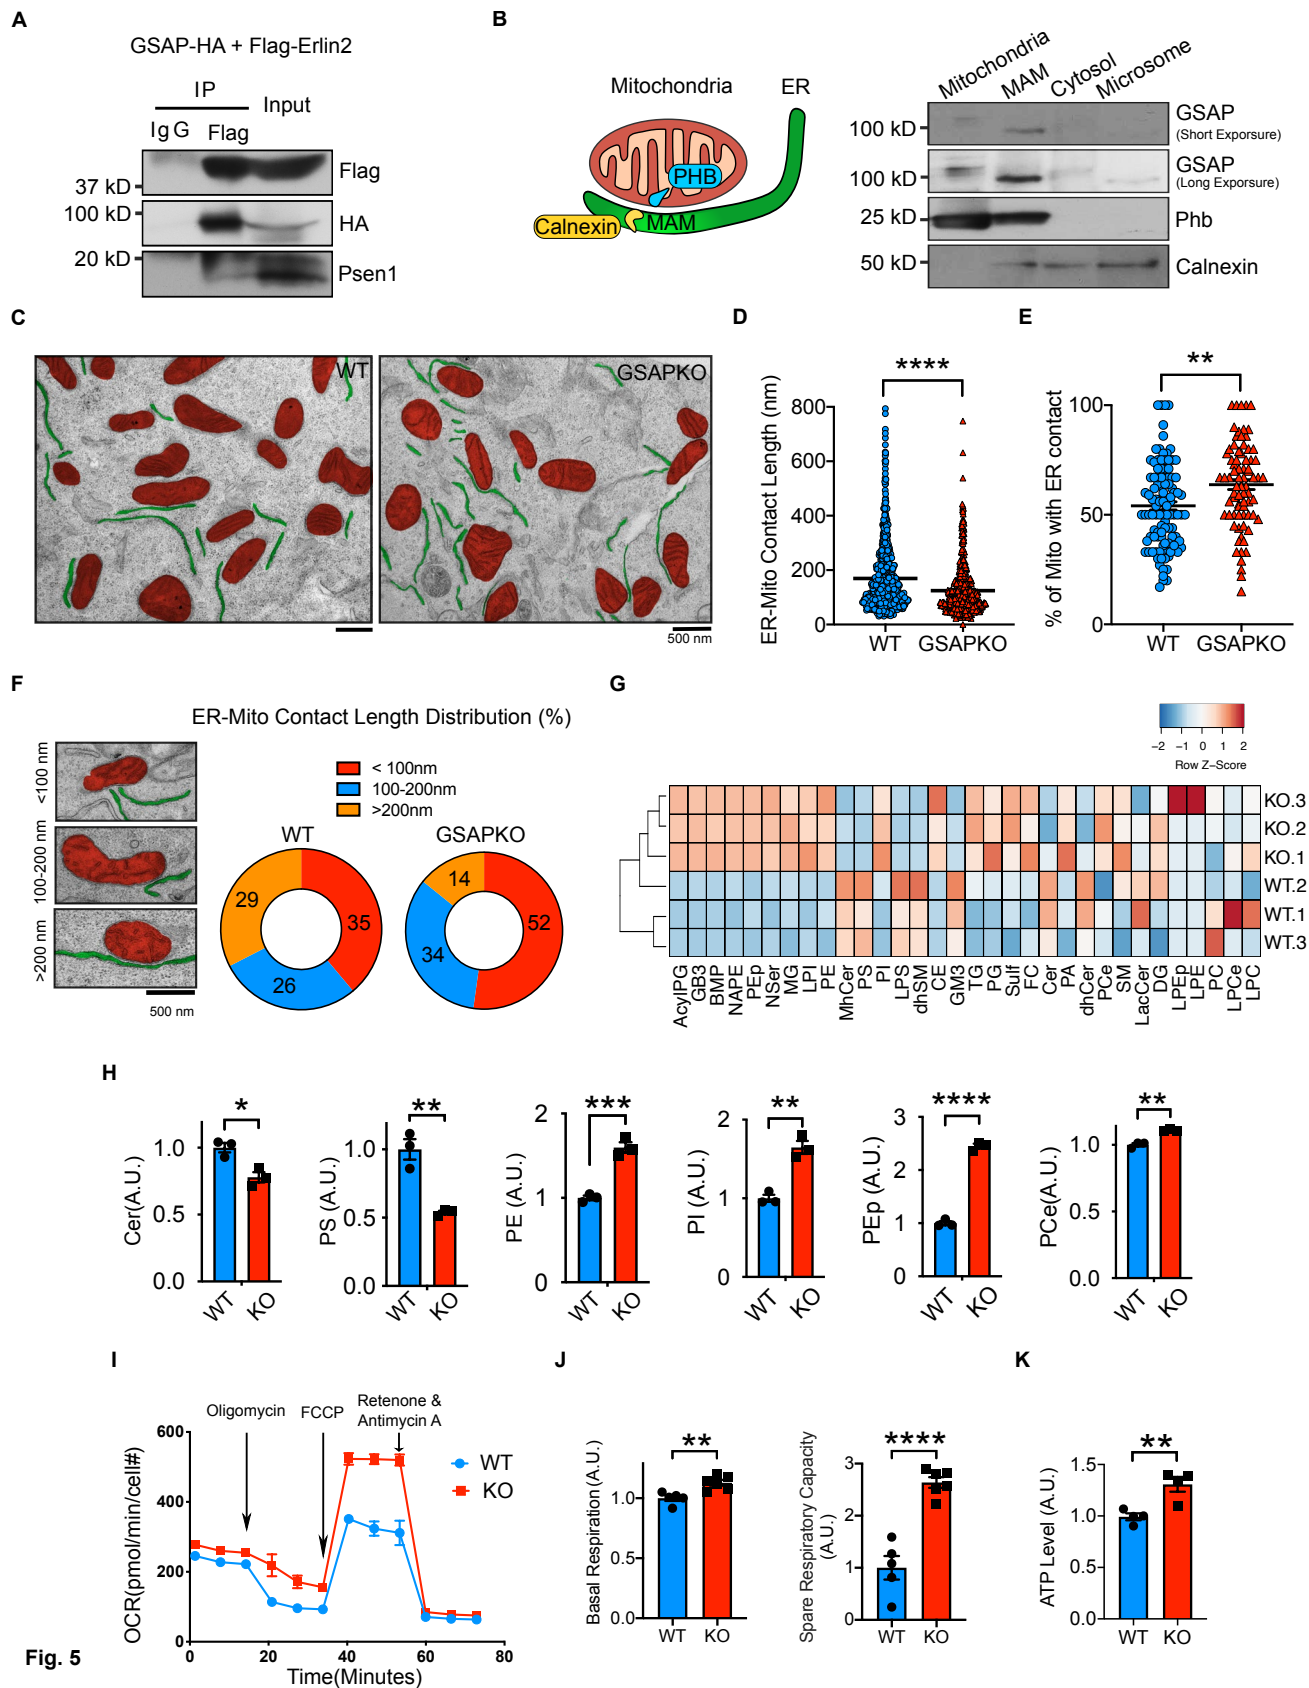 A
GSAP-HA + Flag-Erlin2
IP
Input
IgG
Flag
Flag
37 kD
100 kD
HA
20 kD
Psen1
B
Mitochondria
ER
PHB
Calnexin
MAM
Mitochondria
MAM
Cytosol
Microsome
100 kD
GSAP
(Short Exporsure)
100 kD
GSAP
(Long Exporsure)
25 kD
Phb
50 kD
Calnexin
C
WT
GSAPKO
500 nm
D
****
ER-Mito Contact Length (nm)
800
600
400
200
0
WT
GSAPKO
E
**
% of Mito with ER contact
100
50
0
WT
GSAPKO
F
ER-Mito Contact Length Distribution (%)
<100 nm
100-200 nm
>200 nm
500 nm
< 100nm
100-200nm
>200nm
WT
GSAPKO
29
35
26
14
52
34
G
-2 -1 0 1 2
Row Z-Score
KO.3
KO.2
KO.1
WT.2
WT.1
WT.3
AcylPG
GB3
BMP
NAPE
PEp
NSer
MG
LPI
PE
MhCer
PS
PI
LPS
dhSM
CE
GM3
TG
PG
Sulf
FC
Cer
PA
dhCer
PCe
SM
LacCer
DG
LPEp
LPE
PC
LPCe
LPC
H
*
Cer(A.U.)
1.0
0.5
0.0
WT
KO
**
PS (A.U.)
1.0
0.5
0.0
WT
KO
***
PE (A.U.)
2
1
0
WT
KO
**
PI (A.U.)
2
1
0
WT
KO
****
PEp (A.U.)
3
2
1
0
WT
KO
**
PCe(A.U.)
1.0
0.5
0.0
WT
KO
I
Oligomycin
FCCP
Retenone &
Antimycin A
WT
KO
OCR(pmol/min/cell#)
600
400
200
0
0 20 40 60 80
Time(Minutes)
J
**
Basal Respiration (A.U.)
1.0
0.5
0.0
WT
KO
****
Spare Respiratory Capacity
(A.U.)
3
2
1
0
WT
KO
K
**
ATP Level (A.U.)
1.5
1.0
0.5
0.0
WT
KO
Fig. 5